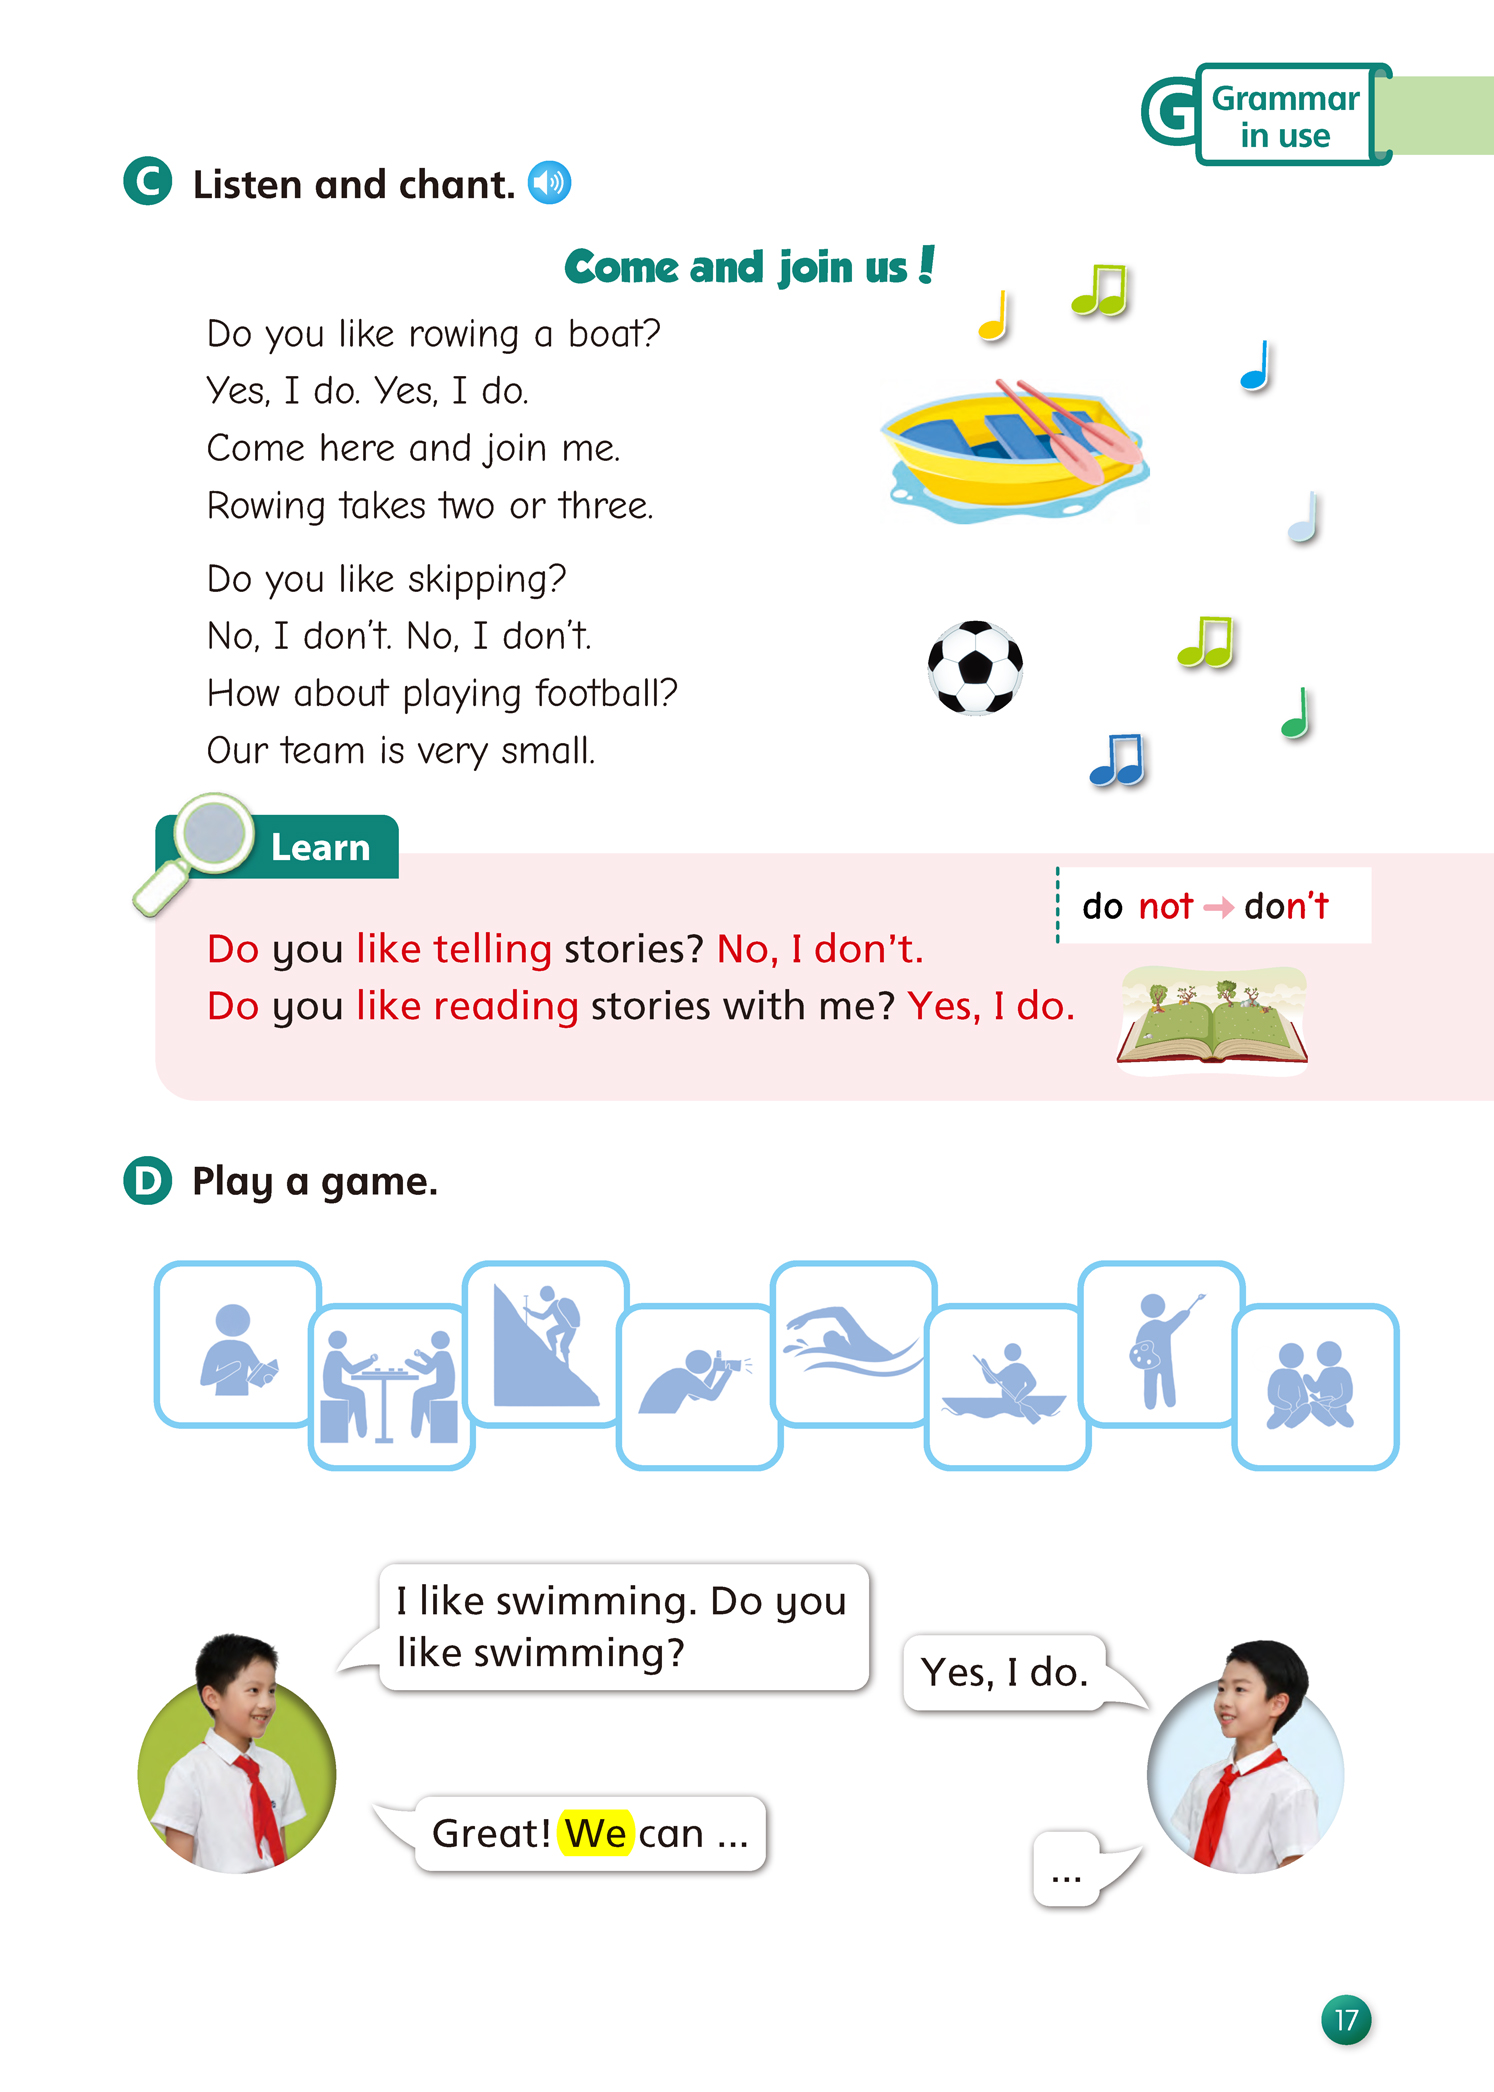 G
Grammar
in use
C Listen and chant.
Come and join us!
Do you like rowing a boat?
Yes, I do. Yes, I do.
Come here and join me.
Rowing takes two or three.
Do you like skipping?
No, I don't. No, I don't.
How about playing football?
Our team is very small.
Learn
do not → don't
Do you like telling stories? No, I don't.
Do you like reading stories with me? Yes, I do.
D Play a game.
I like swimming. Do you
like swimming?
Yes, I do.
Great! We can ...
...
17